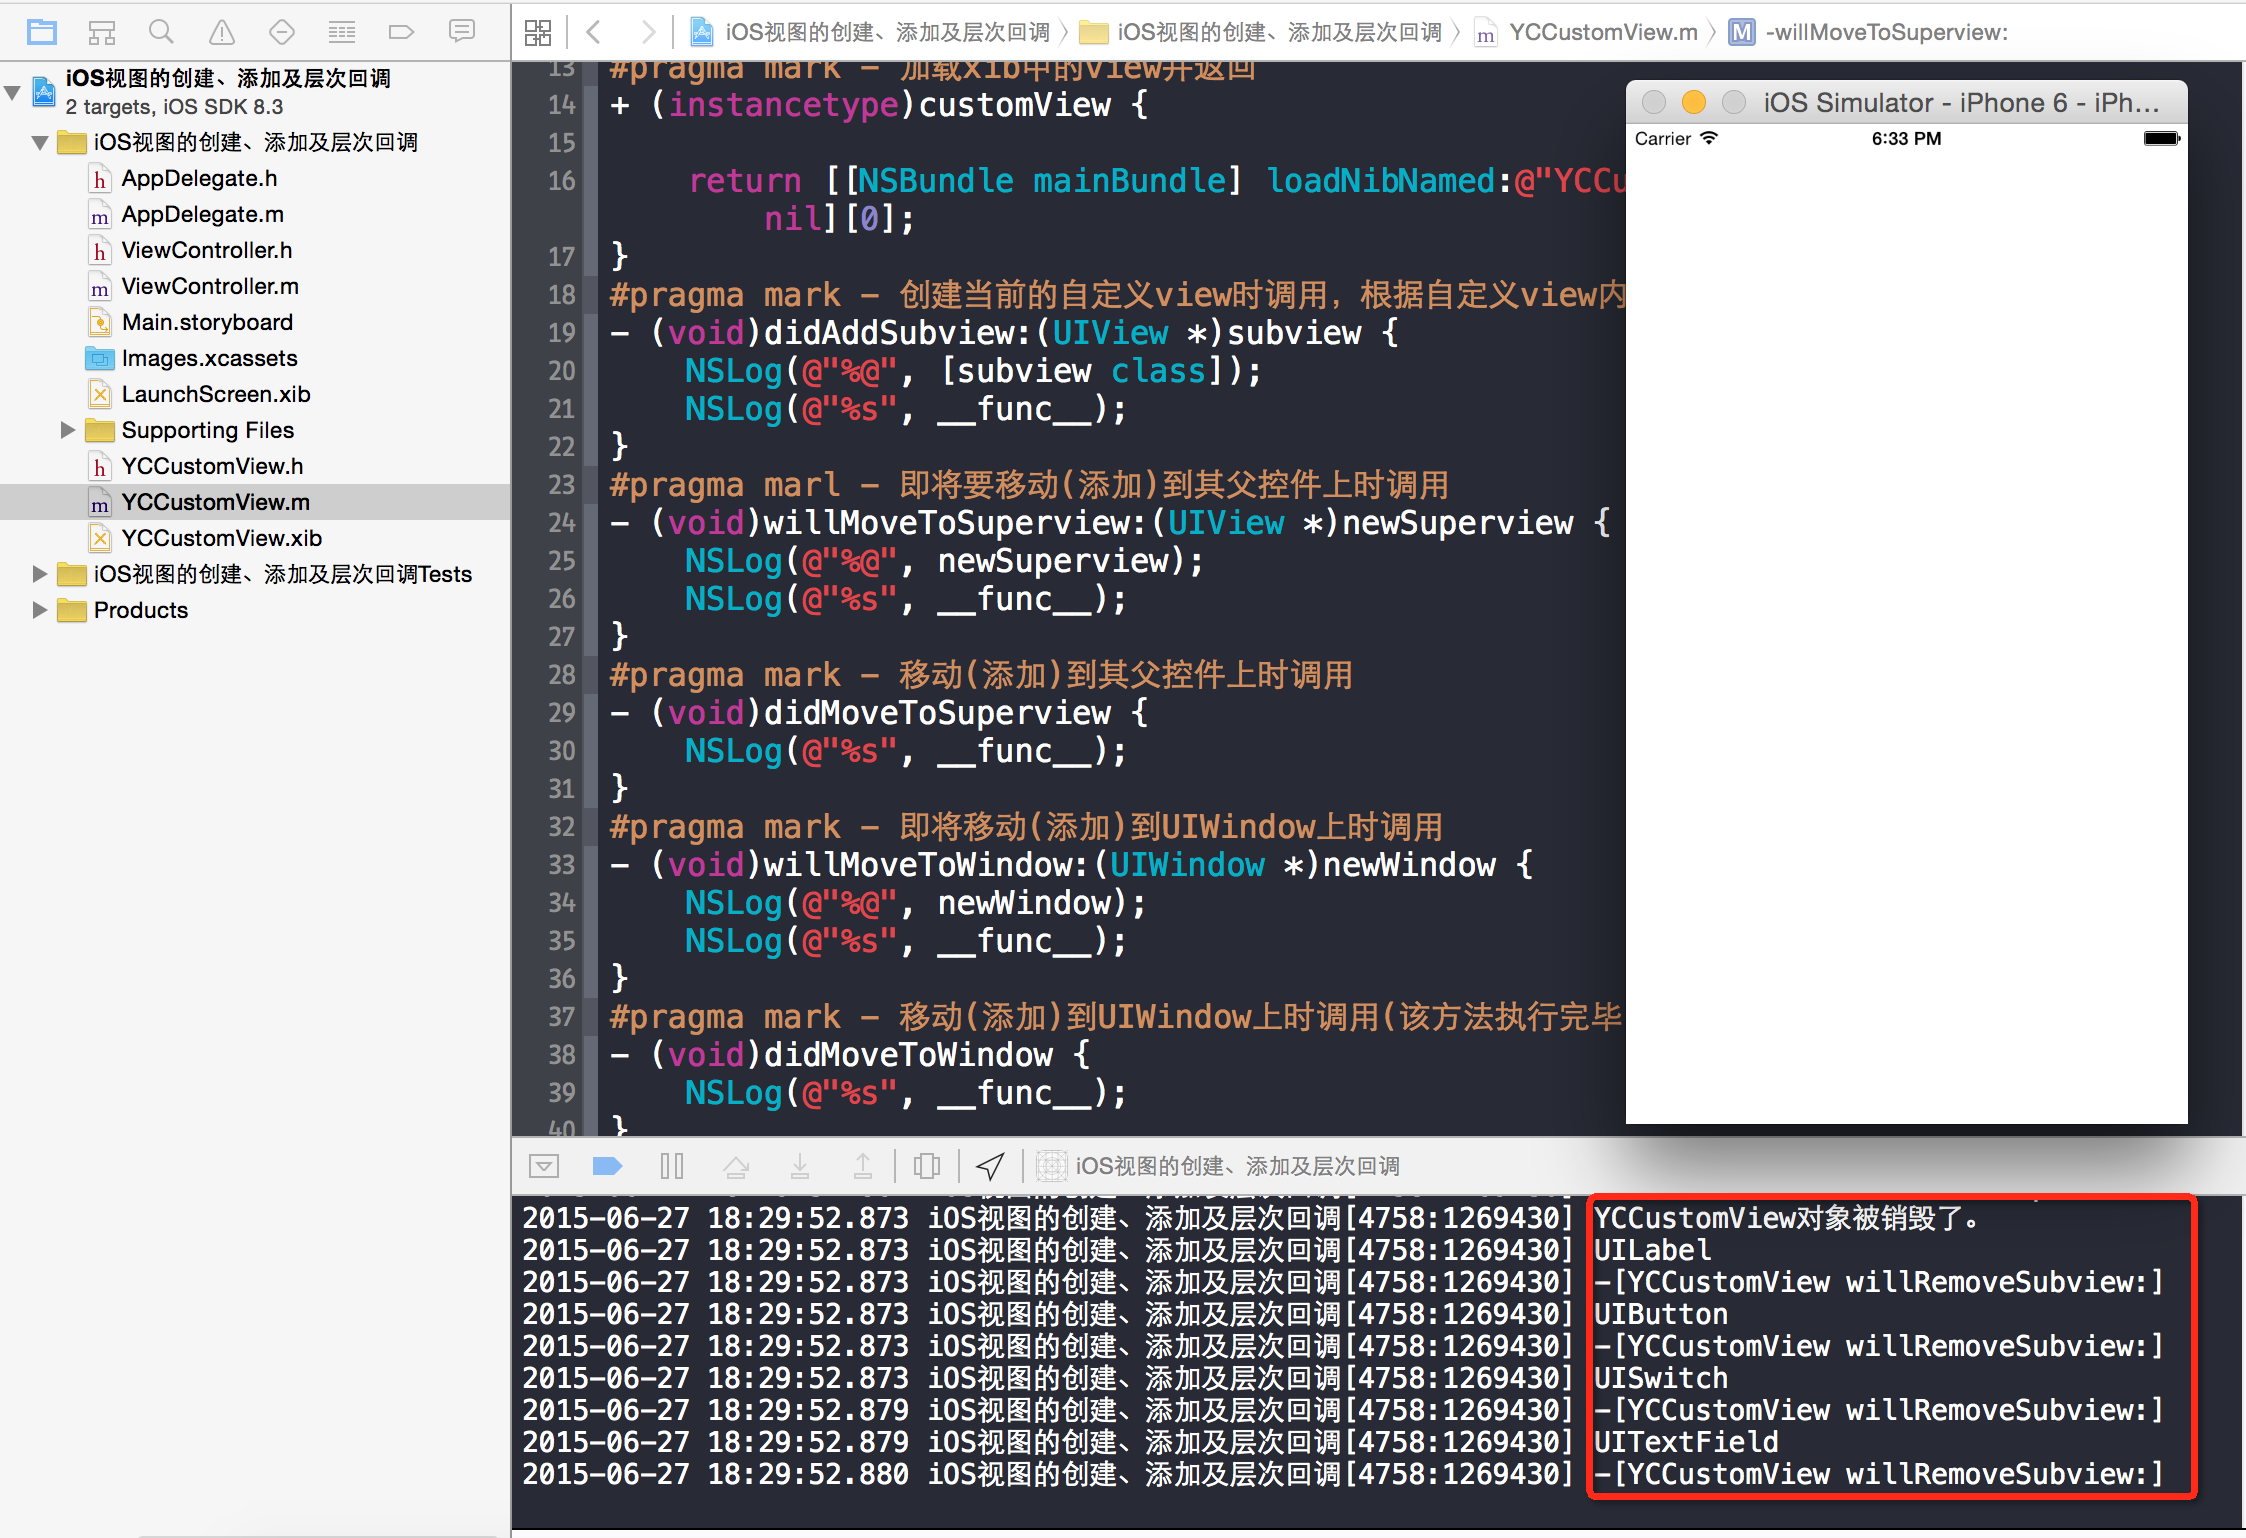 iOS视图的创建、添加及层次回调
2 targets, iOS SDK 8.3
iOS视图的创建、添加及层次回调
h AppDelegate.h
m AppDelegate.m
h ViewController.h
m ViewController.m
Main.storyboard
Images.xcassets
LaunchScreen.xib
Supporting Files
h YCCustomView.h
m YCCustomView.m
YCCustomView.xib
iOS视图的创建、添加及层次回调Tests
Products
iOS视图的创建、添加及层次回调 iOS视图的创建、添加及层次回调 m YCCustomView.m M -willMoveToSuperview:
13 #pragma mark - 加载xib中的view并返回
14 + (instancetype)customView {
15
16 return [[NSBundle mainBundle] loadNibNamed:@"YCCu
nil][0];
17 }
18 #pragma mark - 创建当前的自定义view时调用，根据自定义view内
19 - (void)didAddSubview:(UIView *)subview {
20 NSLog(@"%@", [subview class]);
21 NSLog(@"%s", __func__);
22 }
23 #pragma marl - 即将要移动(添加)到其父控件上时调用
24 - (void)willMoveToSuperview:(UIView *)newSuperview {
25 NSLog(@"%@", newSuperview);
26 NSLog(@"%s", __func__);
27 }
28 #pragma mark - 移动(添加)到其父控件上时调用
29 - (void)didMoveToSuperview {
30 NSLog(@"%s", __func__);
31 }
32 #pragma mark - 即将移动(添加)到UIWindow上时调用
33 - (void)willMoveToWindow:(UIWindow *)newWindow {
34 NSLog(@"%@", newWindow);
35 NSLog(@"%s", __func__);
36 }
37 #pragma mark - 移动(添加)到UIWindow上时调用(该方法执行完毕
38 - (void)didMoveToWindow {
39 NSLog(@"%s", __func__);
40 }
iOS Simulator - iPhone 6 - iPh...
Carrier 6:33 PM
iOS视图的创建、添加及层次回调
2015-06-27 18:29:52.873 iOS视图的创建、添加及层次回调[4758:1269430] YCCustomView对象被销毁了。
2015-06-27 18:29:52.873 iOS视图的创建、添加及层次回调[4758:1269430] UILabel
2015-06-27 18:29:52.873 iOS视图的创建、添加及层次回调[4758:1269430] -[YCCustomView willRemoveSubview:]
2015-06-27 18:29:52.873 iOS视图的创建、添加及层次回调[4758:1269430] UIButton
2015-06-27 18:29:52.873 iOS视图的创建、添加及层次回调[4758:1269430] -[YCCustomView willRemoveSubview:]
2015-06-27 18:29:52.873 iOS视图的创建、添加及层次回调[4758:1269430] UISwitch
2015-06-27 18:29:52.879 iOS视图的创建、添加及层次回调[4758:1269430] -[YCCustomView willRemoveSubview:]
2015-06-27 18:29:52.879 iOS视图的创建、添加及层次回调[4758:1269430] UITextField
2015-06-27 18:29:52.880 iOS视图的创建、添加及层次回调[4758:1269430] -[YCCustomView willRemoveSubview:]